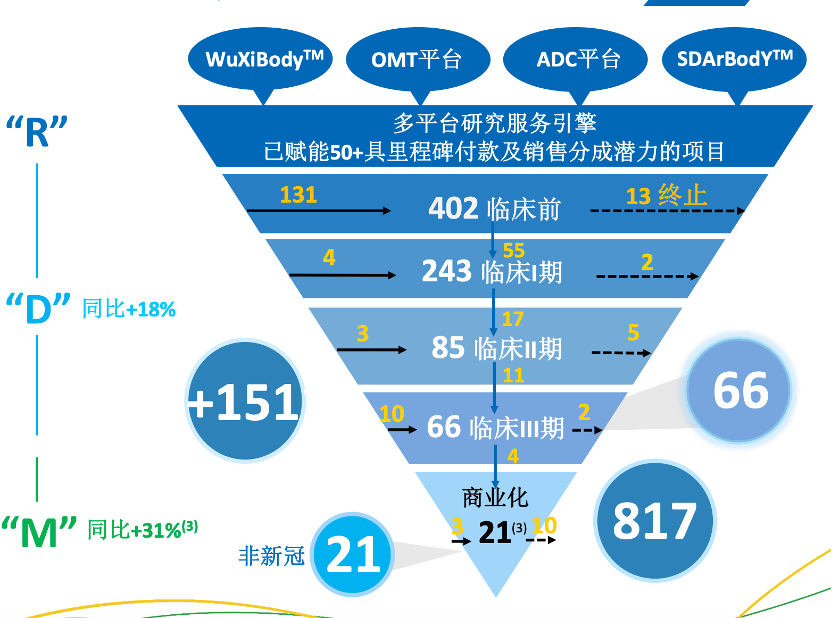 WuXiBody™
OMT平台
ADC平台
SDArBodY™
“R”
多平台研究服务引擎
已赋能50+具里程碑付款及销售分成潜力的项目
131
402 临床前
13 终止
55
4
243 临床I期
2
“D” 同比+18%
17
3
85 临床II期
5
11
+151
66
10
66 临床III期
2
4
商业化
“M” 同比+31%(3)
3
21(3)
10
817
非新冠
21